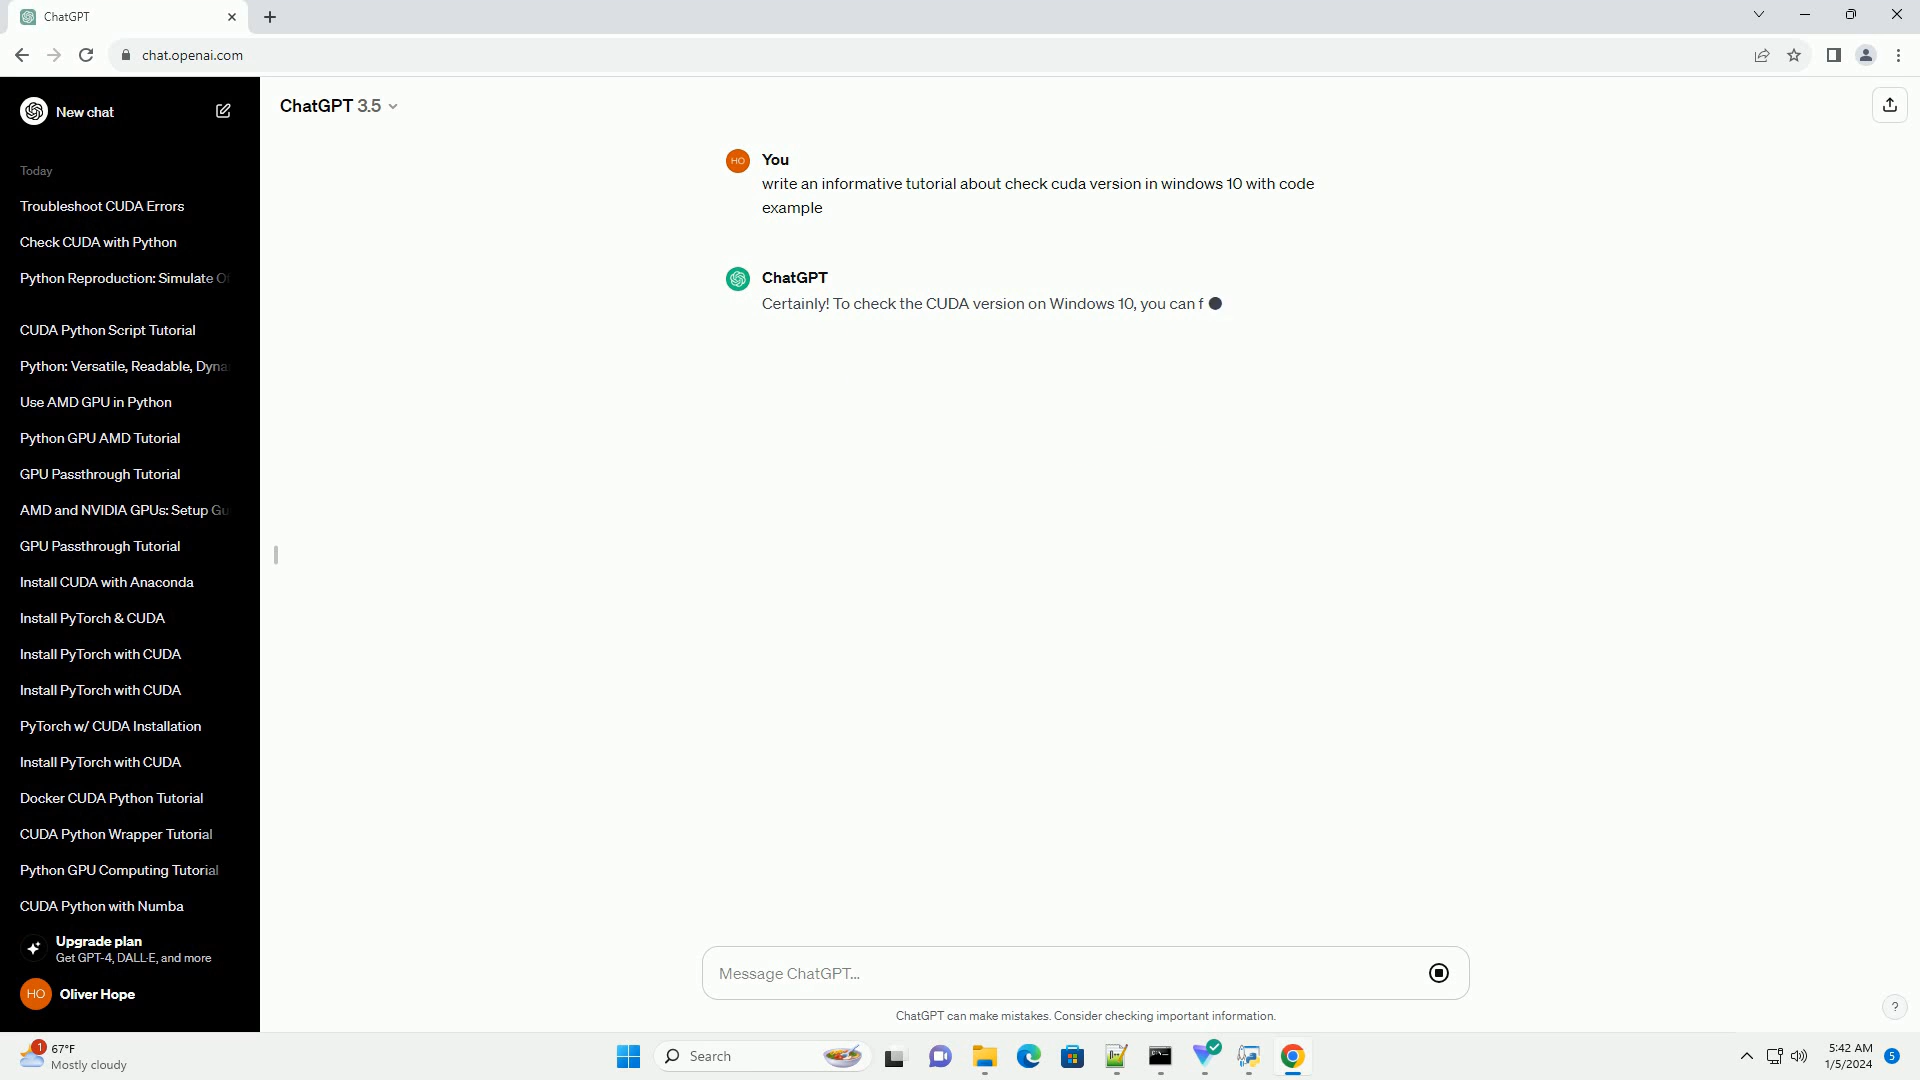 ChatGPT
chat.openai.com
New chat
Today
Troubleshoot CUDA Errors
Check CUDA with Python
Python Reproduction: Simulate Of
CUDA Python Script Tutorial
Python: Versatile, Readable, Dyna
Use AMD GPU in Python
Python GPU AMD Tutorial
GPU Passthrough Tutorial
AMD and NVIDIA GPUs: Setup Gu
GPU Passthrough Tutorial
Install CUDA with Anaconda
Install PyTorch & CUDA
Install PyTorch with CUDA
Install PyTorch with CUDA
PyTorch w/ CUDA Installation
Install PyTorch with CUDA
Docker CUDA Python Tutorial
CUDA Python Wrapper Tutorial
Python GPU Computing Tutorial
CUDA Python with Numba
Upgrade plan
Get GPT-4, DALL·E, and more
HO Oliver Hope
ChatGPT 3.5
HO You
write an informative tutorial about check cuda version in windows 10 with code
example
ChatGPT
Certainly! To check the CUDA version on Windows 10, you can f
Message ChatGPT...
ChatGPT can make mistakes. Consider checking important information.
?
1 67°F
Mostly cloudy
Search
5:42 AM
1/5/2024
5